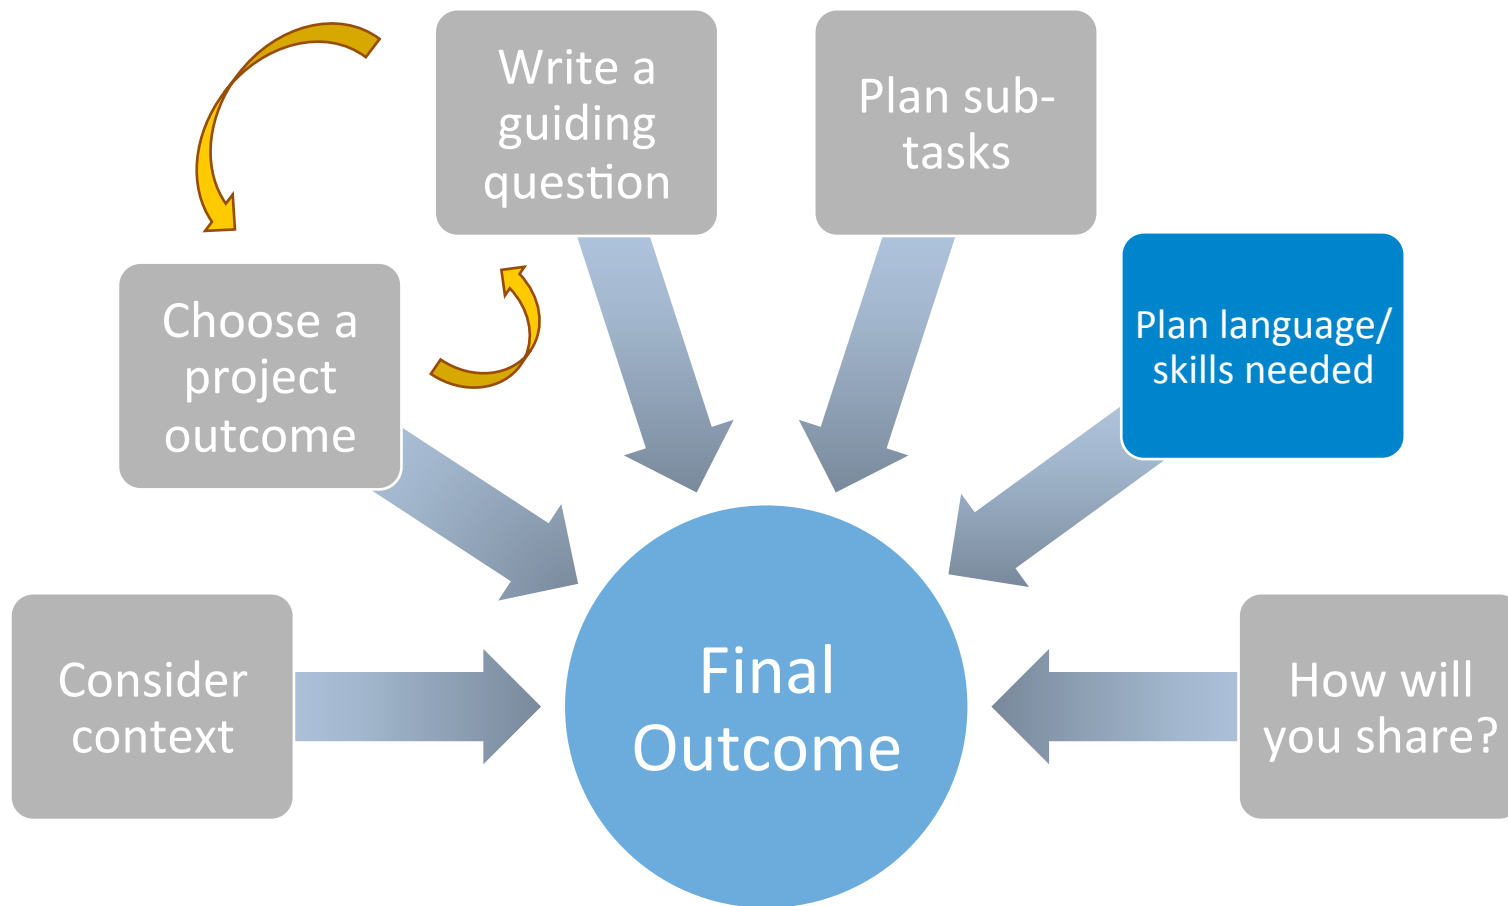 Write a
guiding
question
Plan sub-
tasks
Choose a
project
outcome
Plan language/
skills needed
Consider
context
Final
Outcome
How will
you share?